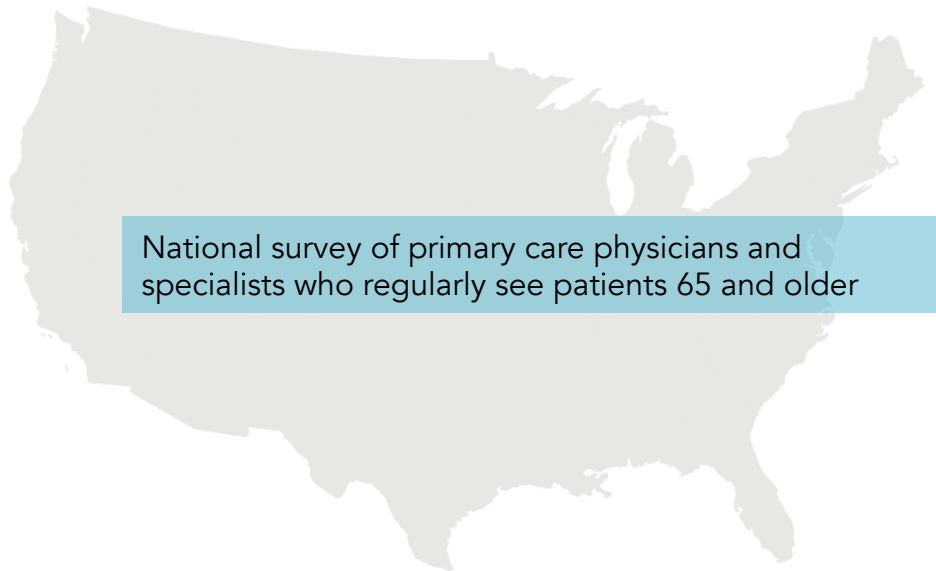 National survey of primary care physicians and
specialists who regularly see patients 65 and older